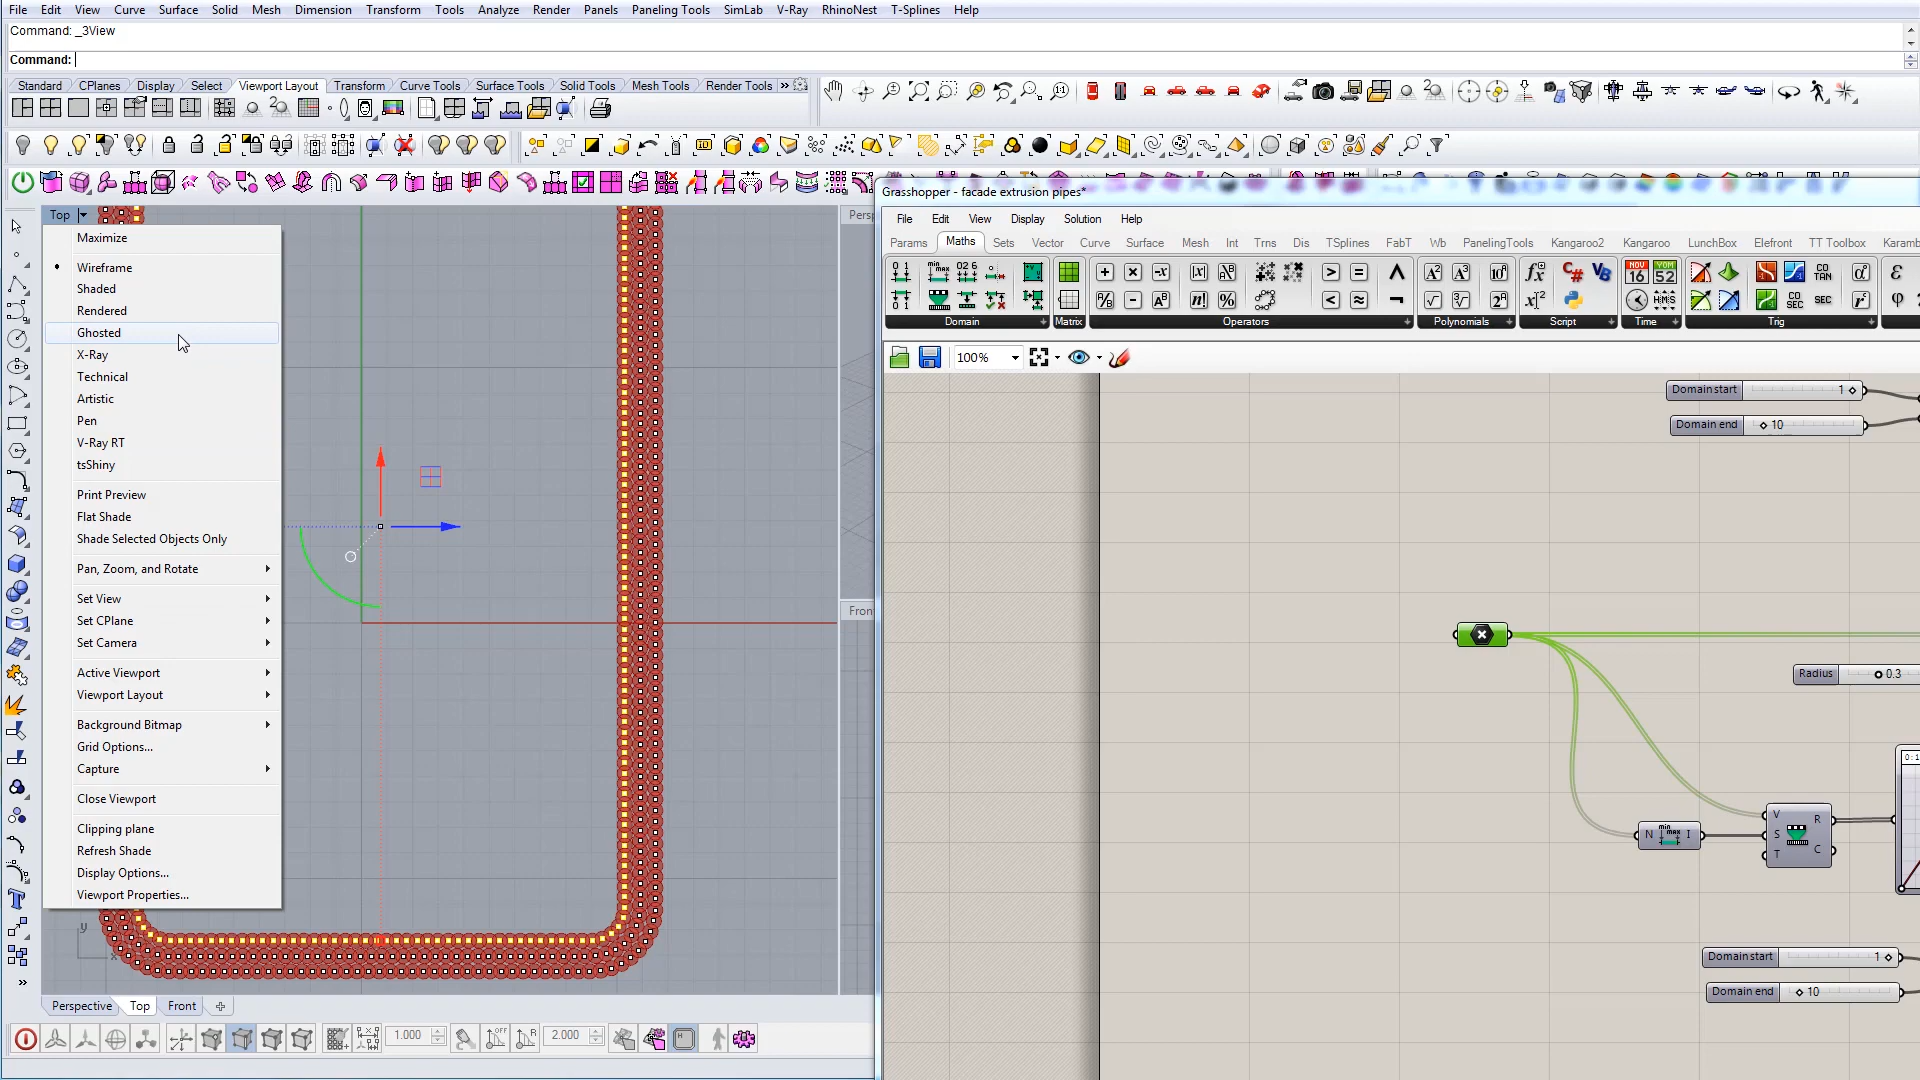 File Edit View Curve Surface Solid Mesh Dimension Transform Tools Analyze Render Panels Paneling Tools SimLab V-Ray RhinoNest T-Splines Help
Command: _3View
Command:
Standard CPlanes Display Select Viewport Layout Transform Curve Tools Surface Tools Solid Tools Mesh Tools Render Tools »
Top
Persp
Grasshopper - facade extrusion pipes*
File Edit View Display Solution Help
Params Maths Sets Vector Curve Surface Mesh Int Trns Dis TSplines FabT Wb PanelingTools Kangaroo2 Kangaroo LunchBox Elefront TT Toolbox Karamb
Domain Matrix Operators Polynomials Script Time Trig
100%
Maximize
Wireframe
Shaded
Rendered
Ghosted
X-Ray
Technical
Artistic
Pen
V-Ray RT
tsShiny
Print Preview
Flat Shade
Shade Selected Objects Only
Pan, Zoom, and Rotate
Set View
Set CPlane
Set Camera
Active Viewport
Viewport Layout
Background Bitmap
Grid Options...
Capture
Close Viewport
Clipping plane
Refresh Shade
Display Options...
Viewport Properties...
Fron
y
x
Domain start 1
Domain end 10
Radius 0.3
N min max I
V
S
T
R
C
0 : 1
Domain start 1
Domain end 10
Perspective Top Front
1.000
2.000